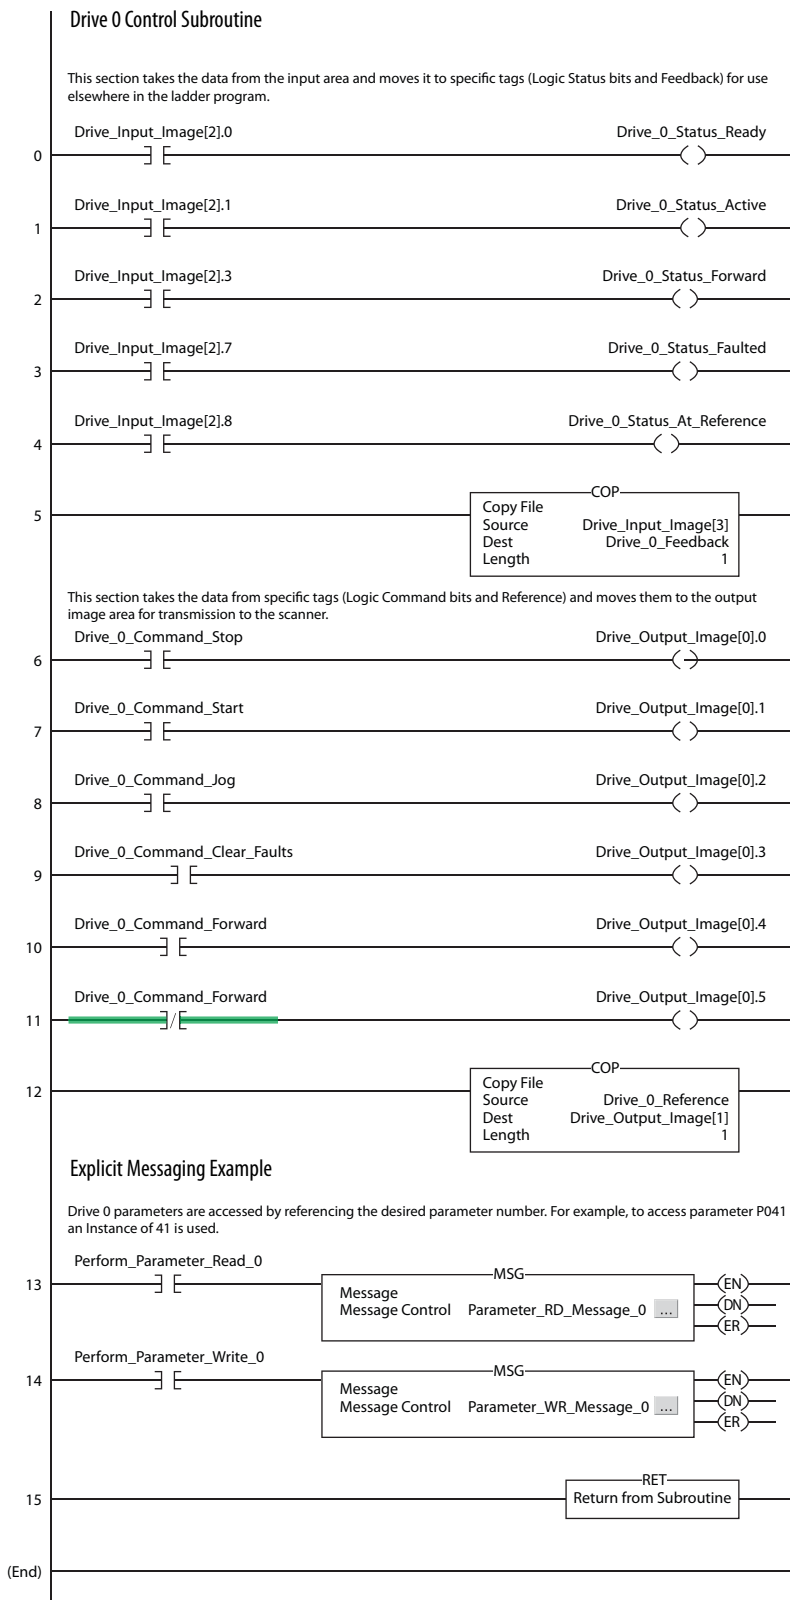 Drive 0 Control Subroutine
This section takes the data from the input area and moves it to specific tags (Logic Status bits and Feedback) for use
elsewhere in the ladder program.
Drive_Input_Image[2].0 Drive_0_Status_Ready
0
Drive_Input_Image[2].1 Drive_0_Status_Active
1
Drive_Input_Image[2].3 Drive_0_Status_Forward
2
Drive_Input_Image[2].7 Drive_0_Status_Faulted
3
Drive_Input_Image[2].8 Drive_0_Status_At_Reference
4
COP
5
Copy File
Source Drive_Input_Image[3]
Dest Drive_0_Feedback
Length 1
This section takes the data from specific tags (Logic Command bits and Reference) and moves them to the output
image area for transmission to the scanner.
Drive_0_Command_Stop Drive_Output_Image[0].0
6
Drive_0_Command_Start Drive_Output_Image[0].1
7
Drive_0_Command_Jog Drive_Output_Image[0].2
8
Drive_0_Command_Clear_Faults Drive_Output_Image[0].3
9
Drive_0_Command_Forward Drive_Output_Image[0].4
10
Drive_0_Command_Forward Drive_Output_Image[0].5
11
COP
12
Copy File
Source Drive_0_Reference
Dest Drive_Output_Image[1]
Length 1
Explicit Messaging Example
Drive 0 parameters are accessed by referencing the desired parameter number. For example, to access parameter P041
an Instance of 41 is used.
Perform_Parameter_Read_0
13
MSG
Message
Message Control Parameter_RD_Message_0 ...
EN
DN
ER
Perform_Parameter_Write_0
14
MSG
Message
Message Control Parameter_WR_Message_0 ...
EN
DN
ER
RET
15
Return from Subroutine
(End)